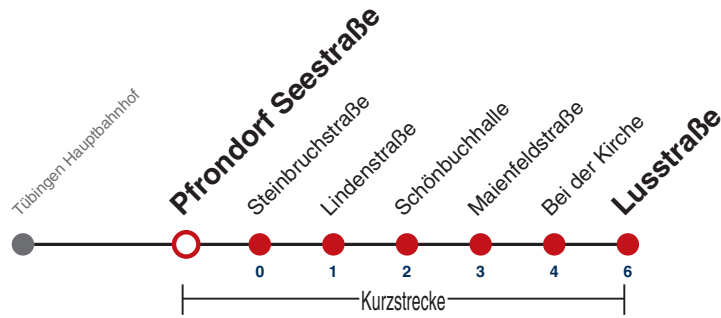 Tübingen Hauptbahnhof
Pfrondorf Seestraße
Steinbruchstraße
Lindenstraße
Schönbuchhalle
Maienfeldstraße
Bei der Kirche
Lusstraße
0 1 2 3 4 6
Kurzstrecke